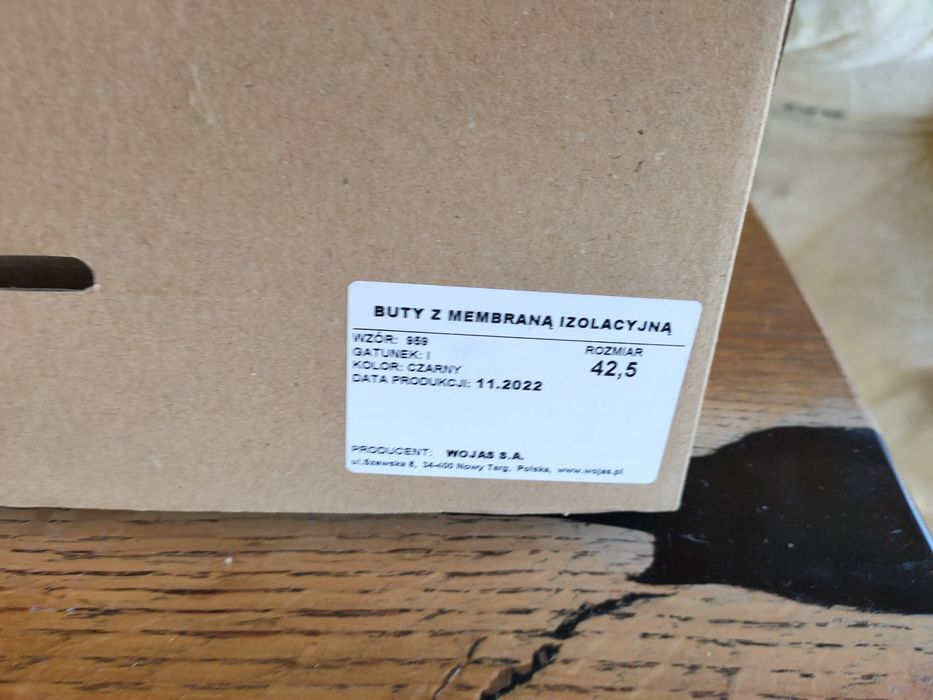 BUTY Z MEMBRANĄ IZOLACYJNĄ
WZÓR: 959
GATUNEK: I
KOLOR: CZARNY
DATA PRODUKCJI: 11.2022
ROZMIAR
42,5
PRODUCENT: WOJAS S.A.
ul.Szewska 8, 34-400 Nowy Targ, Polska, www.wojas.pl